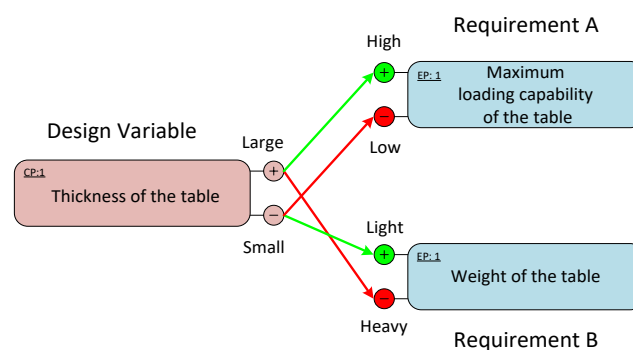 Requirement A
High
EP: 1
Maximum
loading capability
of the table
+
−
Low
Design Variable
Large
CP:1
Thickness of the table
+
−
Small
Light
EP: 1
+
Weight of the table
−
Heavy
Requirement B